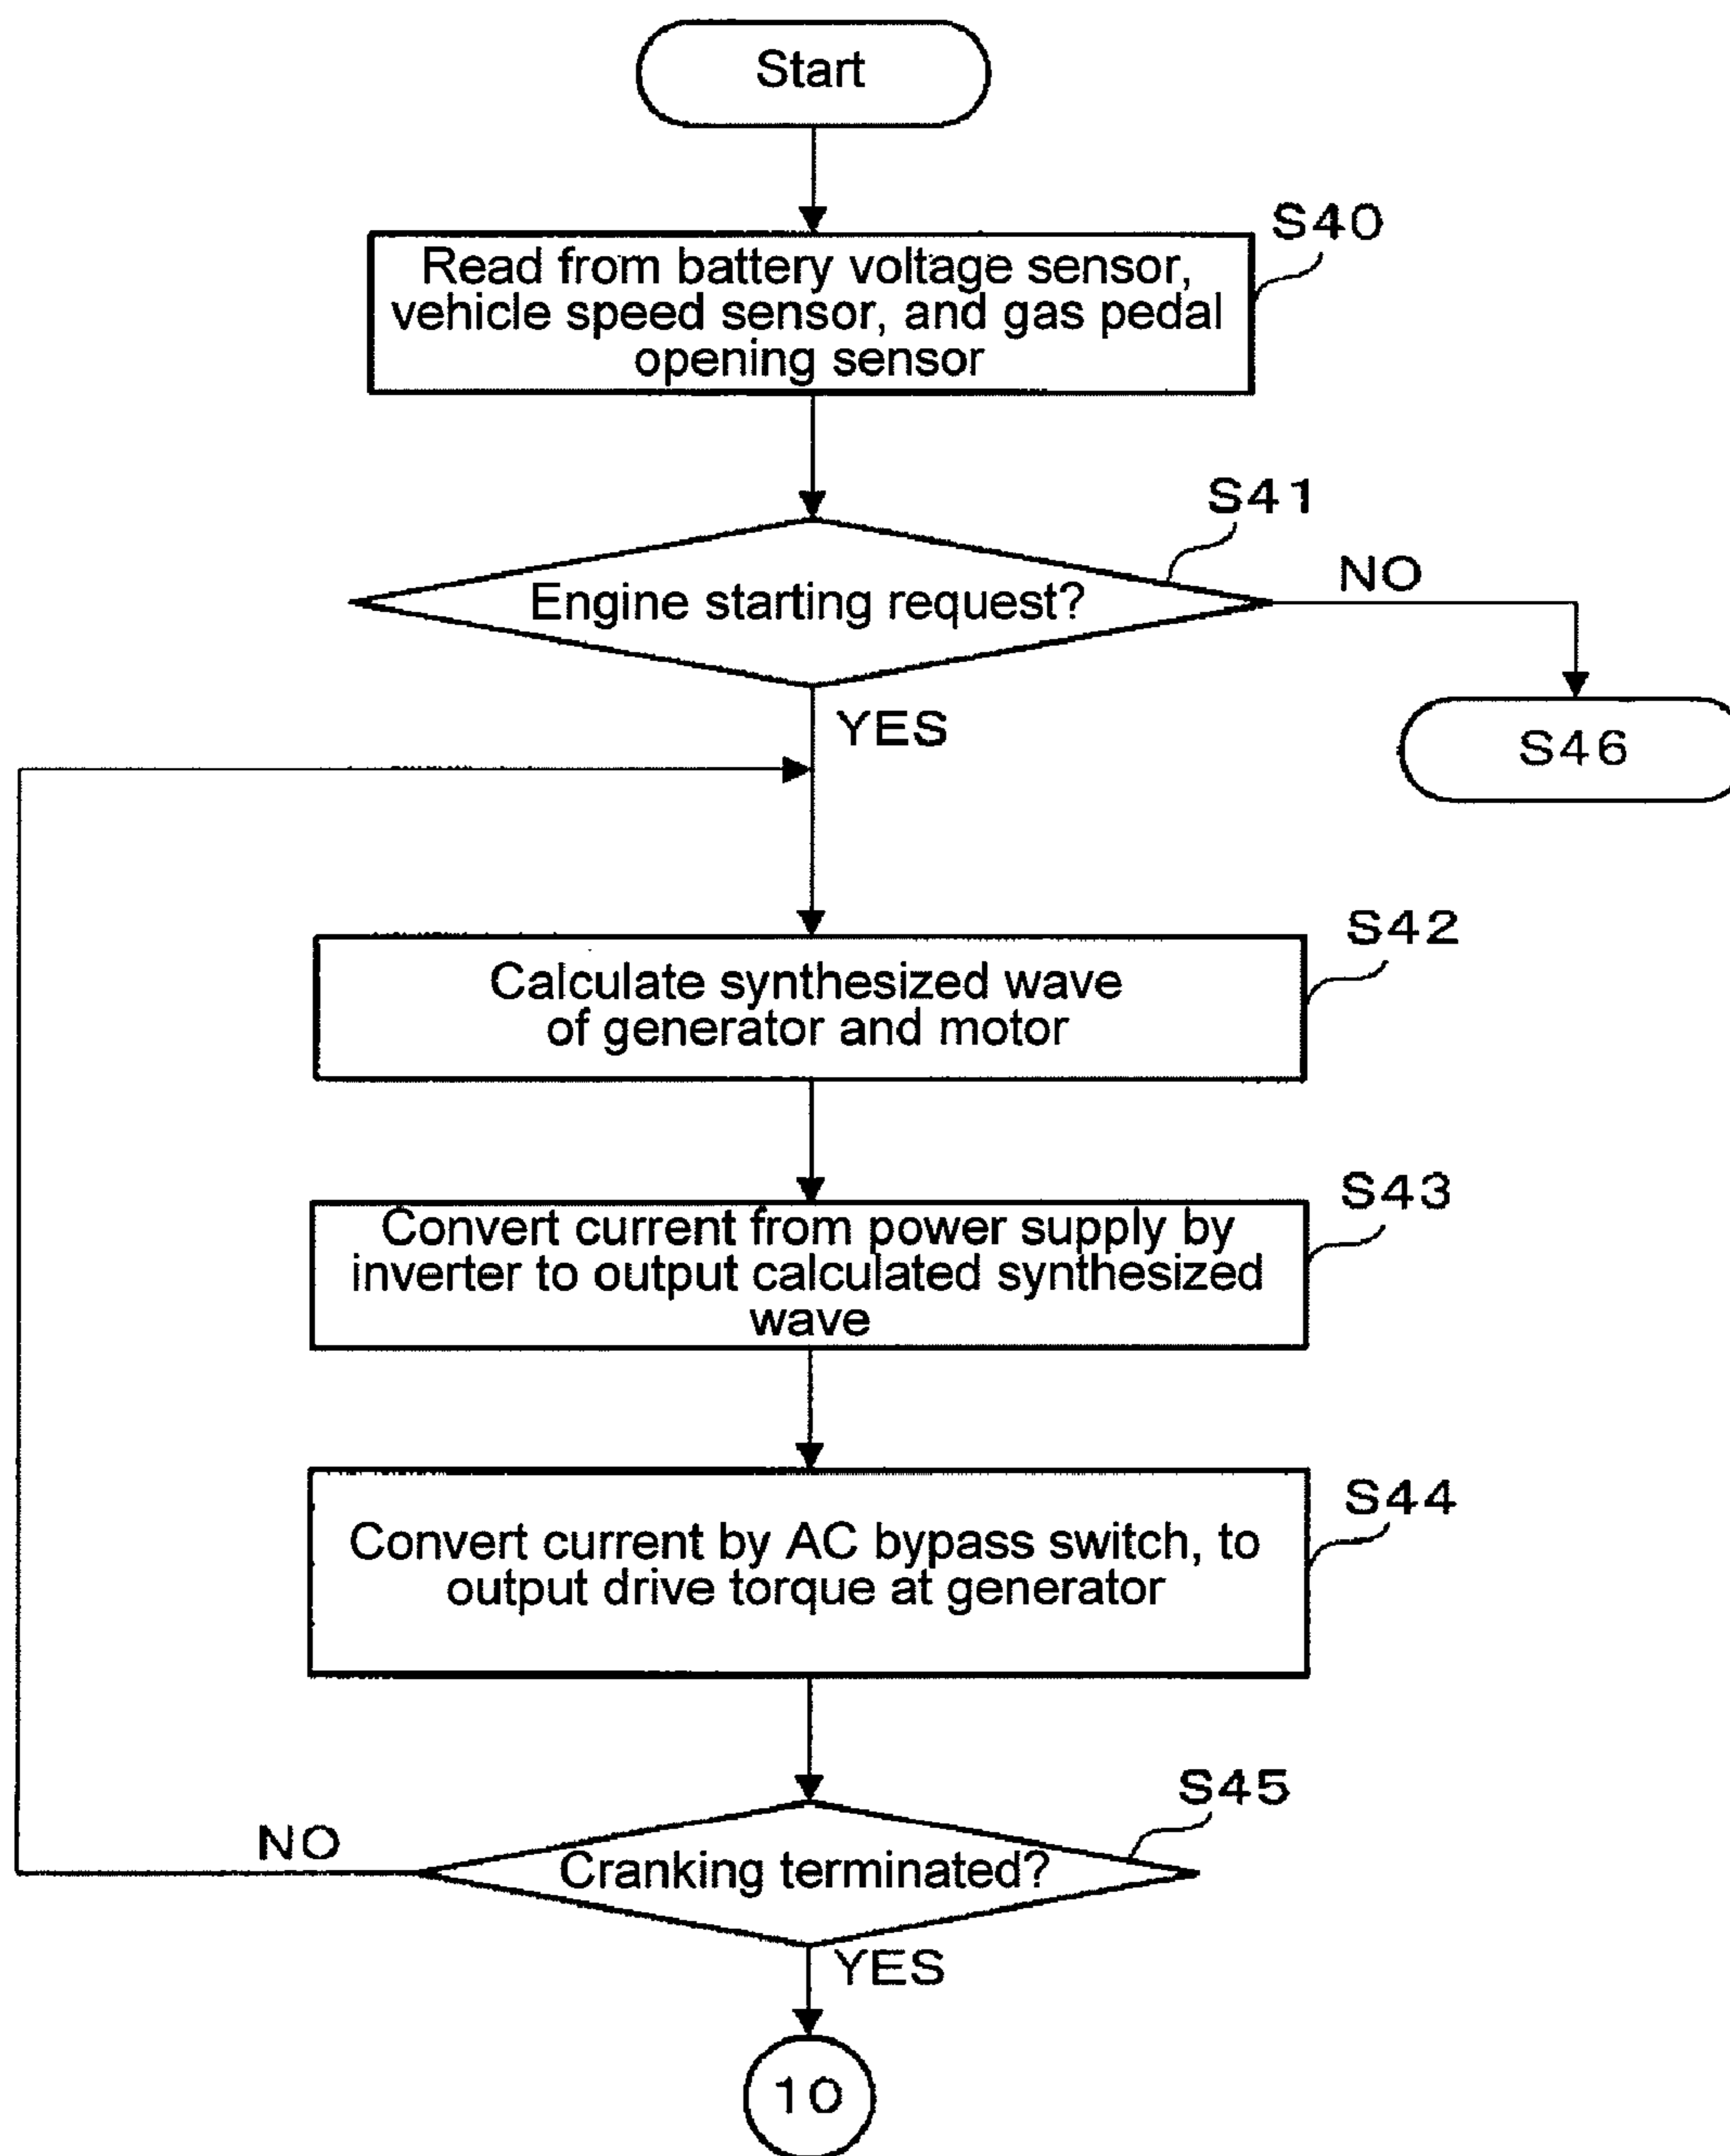 Start
S40
Read from battery voltage sensor,
vehicle speed sensor, and gas pedal
opening sensor
S41
Engine starting request?
NO
YES
S46
S42
Calculate synthesized wave
of generator and motor
S43
Convert current from power supply by
inverter to output calculated synthesized
wave
S44
Convert current by AC bypass switch, to
output drive torque at generator
S45
NO
Cranking terminated?
YES
10